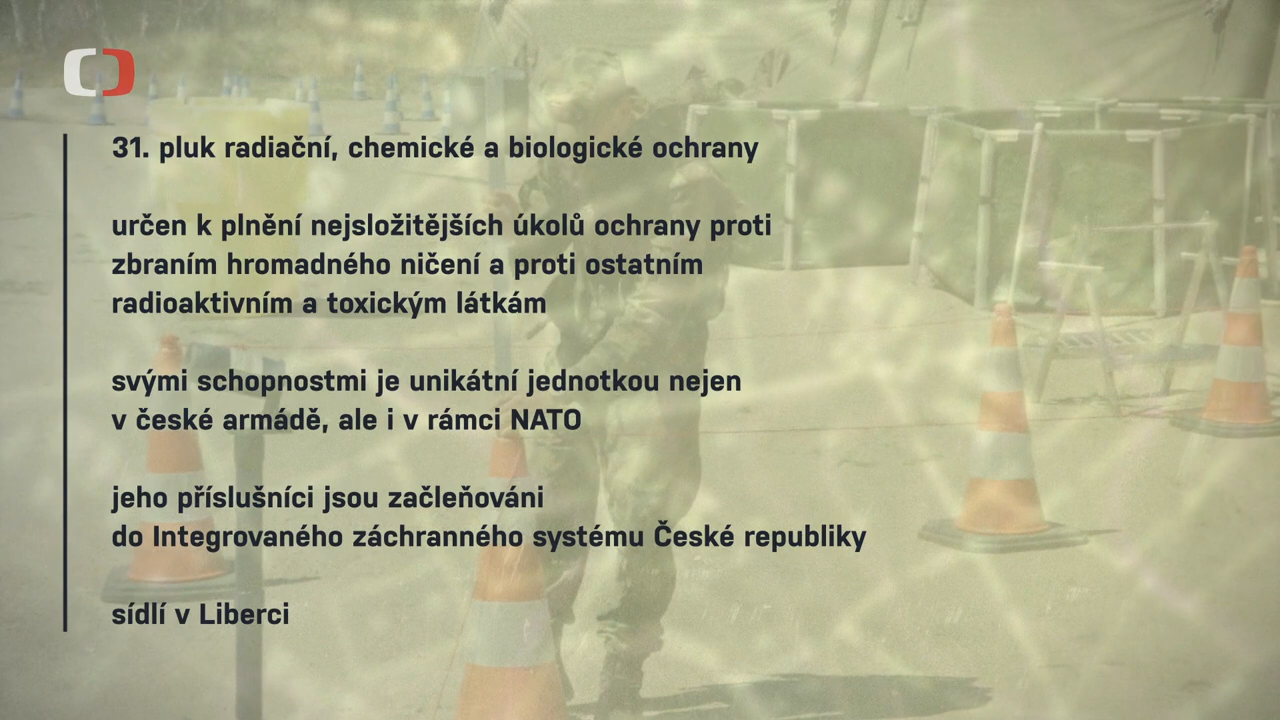 31. pluk radiační, chemické a biologické ochrany
určen k plnění nejsložitějších úkolů ochrany proti
zbraním hromadného ničení a proti ostatním
radioaktivním a toxickým látkám
svými schopnostmi je unikátní jednotkou nejen
v české armádě, ale i v rámci NATO
jeho příslušníci jsou začleňováni
do Integrovaného záchranného systému České republiky
sídlí v Liberci